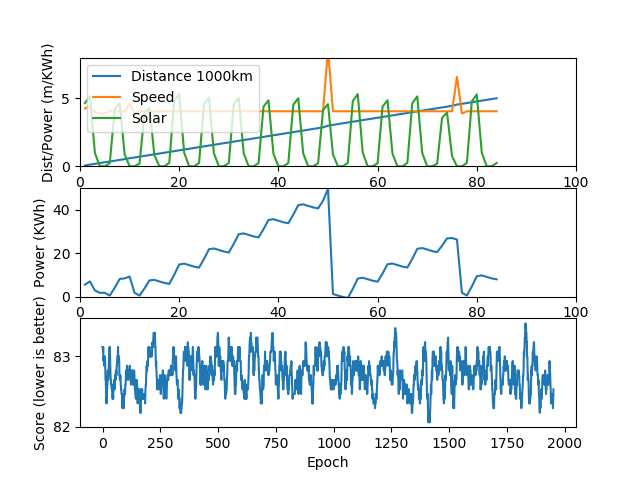 Dist/Power (m/KWh)
5
0
Distance 1000km
Speed
Solar
0 20 40 60 80 100
Power (KWh)
40
20
0
0 20 40 60 80 100
Score (lower is better)
83
82
0 250 500 750 1000 1250 1500 1750 2000
Epoch